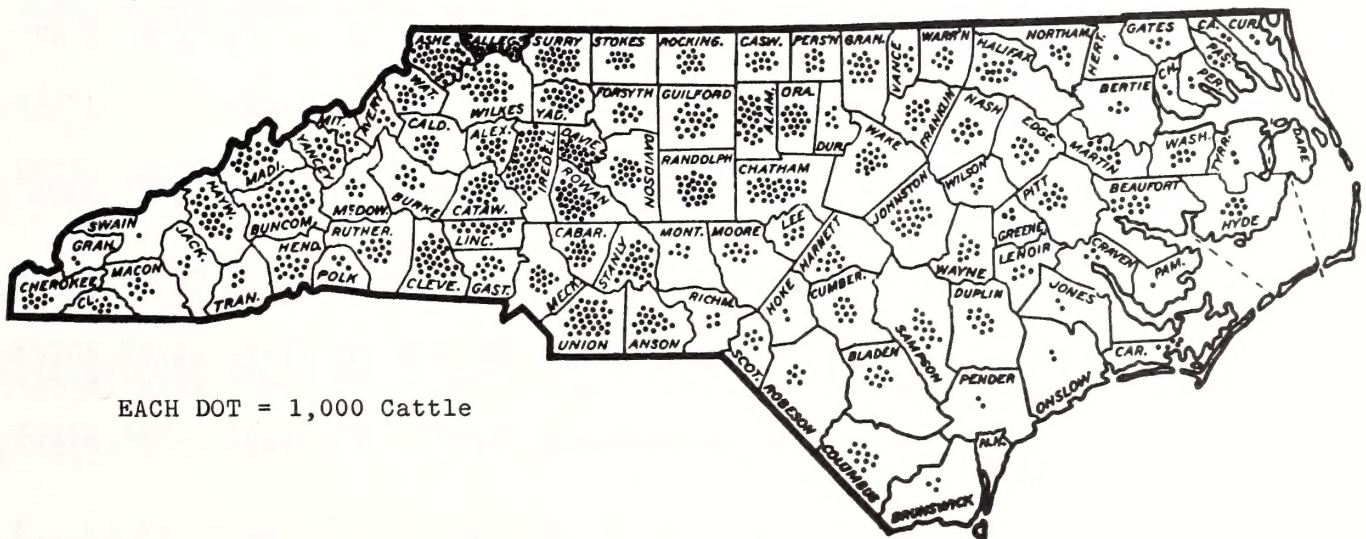 ASHE ALLEG. SURRY STOKES ROCKING. CASW. PERS'N GRAN. VANCE WARR'N HALIFAX NORTHAM. HERT. GATES CA. CUR.
PAS. PER. CH. BERTIE
WAT. WILKES YAD. FORSYTH GUILFORD ALAM. ORA. DUR. FRANKLIN NASH EDGE. MARTIN WASH. TYRR. DARE
MIT. AVERY CALD. ALEX. IREDELL DAVIE DAVIDSON RANDOLPH CHATHAM WAKE WILSON PITT BEAUFORT HYDE
MADI. YANCE. BURKE CATAW. ROWAN JOHNSTON GREENE
HAYW. BUNCOM. McDOW. LINC. CABAR. STANLY MONT. MOORE LEE HARNETT WAYNE LENOIR CRAVEN PAM.
SWAIN JACK. HEND. RUTHER. CLEVE. GAST. MECK.
GRAH. MACON TRAN. POLK RICHM. HOKE CUMBER. SAMPSON DUPLIN JONES CAR.
CHEROKEE CL. UNION ANSON SCOT. ROBESON BLADEN PENDER ONSLOW
COLUMBUS N.H.
BRUNSWICK
EACH DOT = 1,000 Cattle